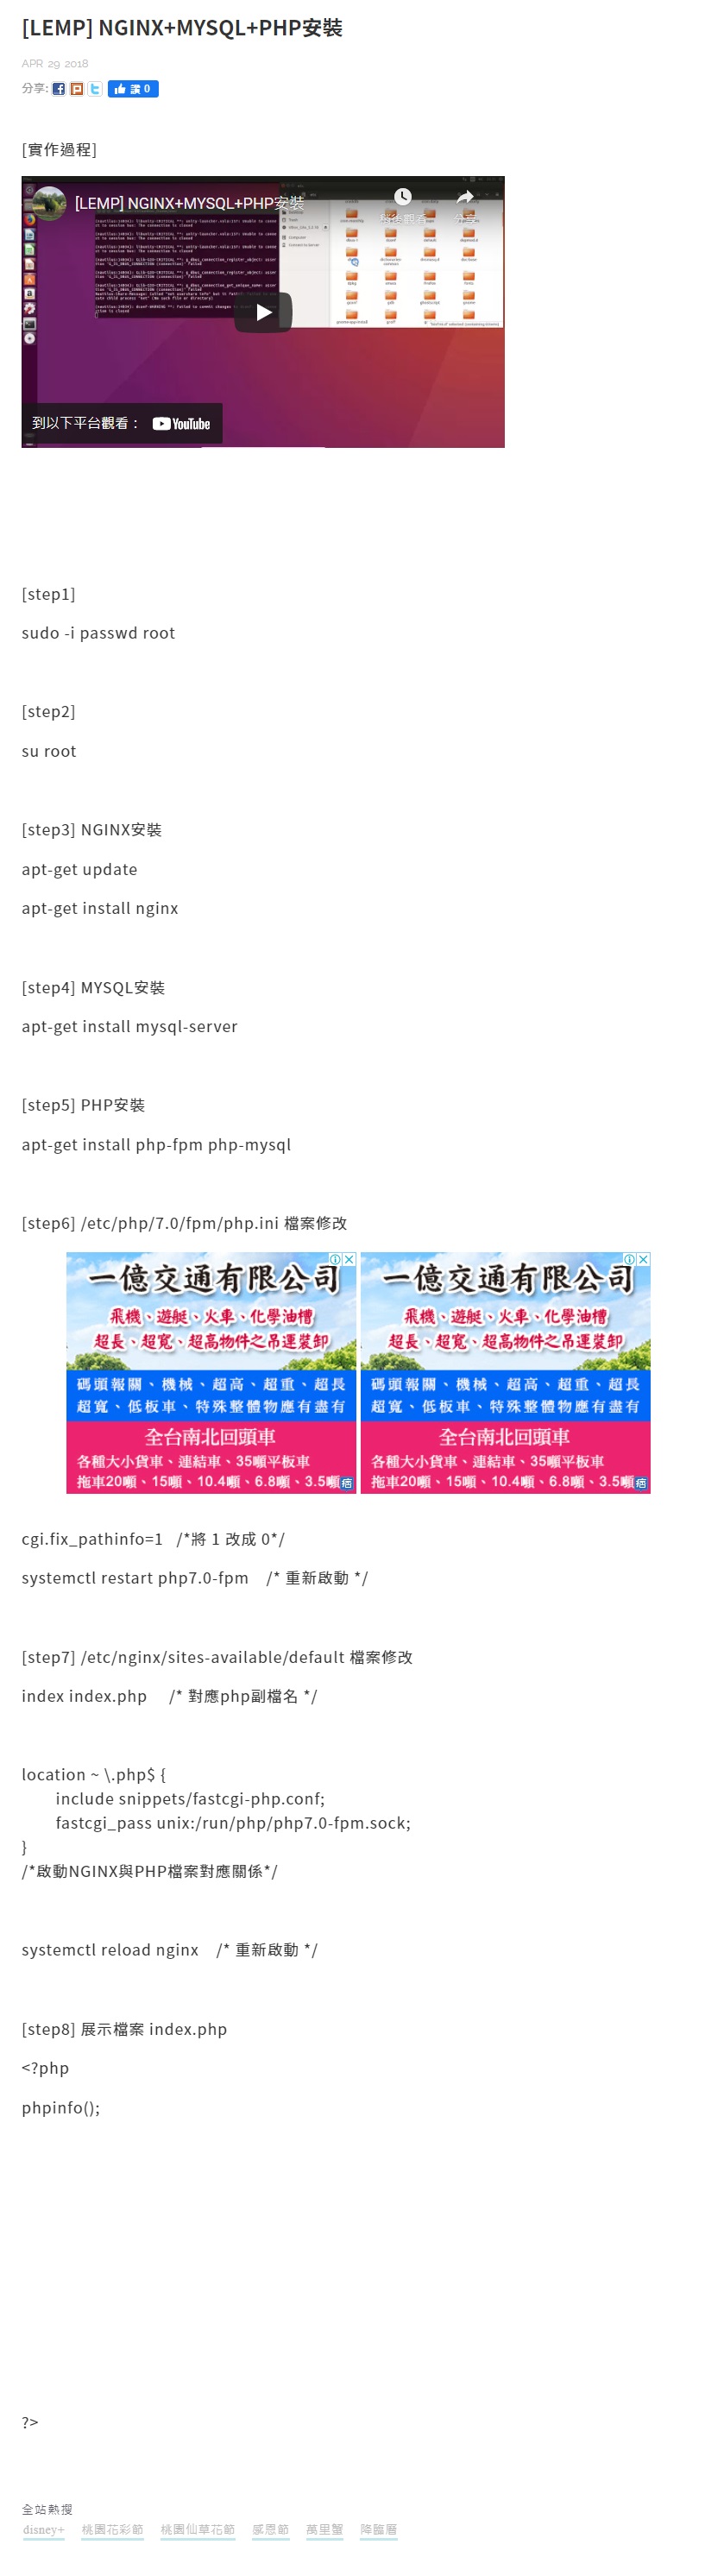 [LEMP] NGINX+MYSQL+PHP安裝
APR 29 2018
分享:
讚 0
[實作過程]
[LEMP] NGINX+MYSQL+PHP安裝
稍後觀看
分享
到以下平台觀看：
YouTube
[step1]
sudo -i passwd root
[step2]
su root
[step3] NGINX安裝
apt-get update
apt-get install nginx
[step4] MYSQL安裝
apt-get install mysql-server
[step5] PHP安裝
apt-get install php-fpm php-mysql
[step6] /etc/php/7.0/fpm/php.ini 檔案修改
一億交通有限公司
飛機、遊艇、火車、化學油槽
超長、超寬、超高物件之吊運裝卸
碼頭報關、機械、超高、超重、超長
超寬、低板車、特殊整體物應有盡有
全台南北回頭車
各種大小貨車、連結車、35噸平板車
拖車20噸、15噸、10.4噸、6.8噸、3.5噸
一億交通有限公司
飛機、遊艇、火車、化學油槽
超長、超寬、超高物件之吊運裝卸
碼頭報關、機械、超高、超重、超長
超寬、低板車、特殊整體物應有盡有
全台南北回頭車
各種大小貨車、連結車、35噸平板車
拖車20噸、15噸、10.4噸、6.8噸、3.5噸
cgi.fix_pathinfo=1 /*將 1 改成 0*/
systemctl restart php7.0-fpm /* 重新啟動 */
[step7] /etc/nginx/sites-available/default 檔案修改
index index.php /* 對應php副檔名 */
location ~ \.php$ {
include snippets/fastcgi-php.conf;
fastcgi_pass unix:/run/php/php7.0-fpm.sock;
}
/*啟動NGINX與PHP檔案對應關係*/
systemctl reload nginx /* 重新啟動 */
[step8] 展示檔案 index.php
<?php
phpinfo();
?>
全站熱搜
disney+ 桃園花彩節 桃園仙草花節 感恩節 萬里蟹 降臨曆